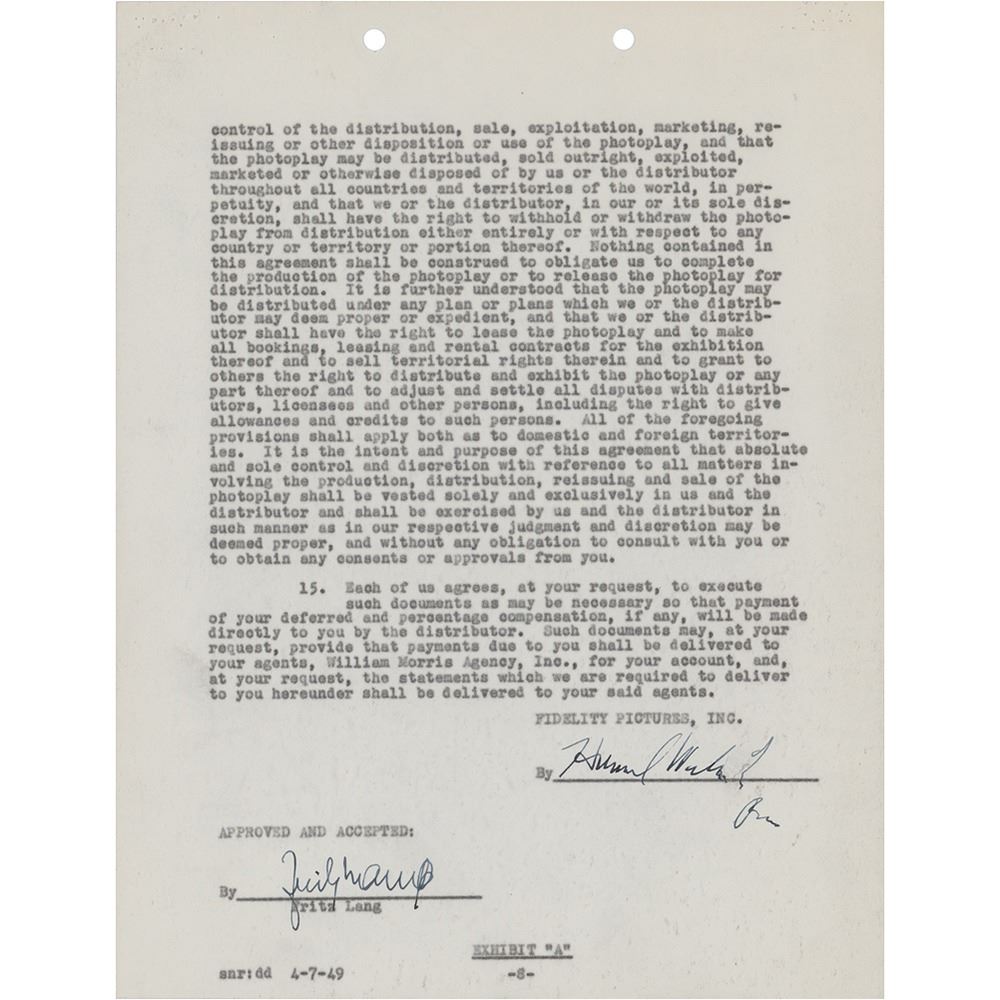 control of the distribution, sale, exploitation, marketing, re-
issuing or other disposition or use of the photoplay, and that
the photoplay may be distributed, sold outright, exploited,
marketed or otherwise disposed of by us or the distributor
throughout all countries and territories of the world, in per-
petuity, and that we or the distributor, in our or its sole dis-
cretion, shall have the right to withhold or withdraw the photo-
play from distribution either entirely or with respect to any
country or territory or portion thereof. Nothing contained in
this agreement shall be construed to obligate us to complete
the production of the photoplay or to release the photoplay for
distribution. It is further understood that the photoplay may
be distributed under any plan or plans which we or the distrib-
utor may deem proper or expedient, and that we or the distrib-
utor shall have the right to lease the photoplay and to make
all bookings, leasing and rental contracts for the exhibition
thereof and to sell territorial rights therein and to grant to
others the right to distribute and exhibit the photoplay or any
part thereof and to adjust and settle all disputes with distrib-
utors, licensees and other persons, including the right to give
allowances and credits to such persons. All of the foregoing
provisions shall apply both as to domestic and foreign territor-
ies. It is the intent and purpose of this agreement that absolute
and sole control and discretion with reference to all matters in-
volving the production, distribution, reissuing and sale of the
photoplay shall be vested solely and exclusively in us and the
distributor and shall be exercised by us and the distributor in
such manner as in our respective judgment and discretion may be
deemed proper, and without any obligation to consult with you or
to obtain any consents or approvals from you.
15. Each of us agrees, at your request, to execute
such documents as may be necessary so that payment
of your deferred and percentage compensation, if any, will be made
directly to you by the distributor. Such documents may, at your
request, provide that payments due to you shall be delivered to
your agents, William Morris Agency, Inc., for your account, and,
at your request, the statements which we are required to deliver
to you hereunder shall be delivered to your said agents.
FIDELITY PICTURES, INC.
By
APPROVED AND ACCEPTED:
By Fritz Lang
Fritz Lang
EXHIBIT "A"
snr:dd 4-7-49 -8-